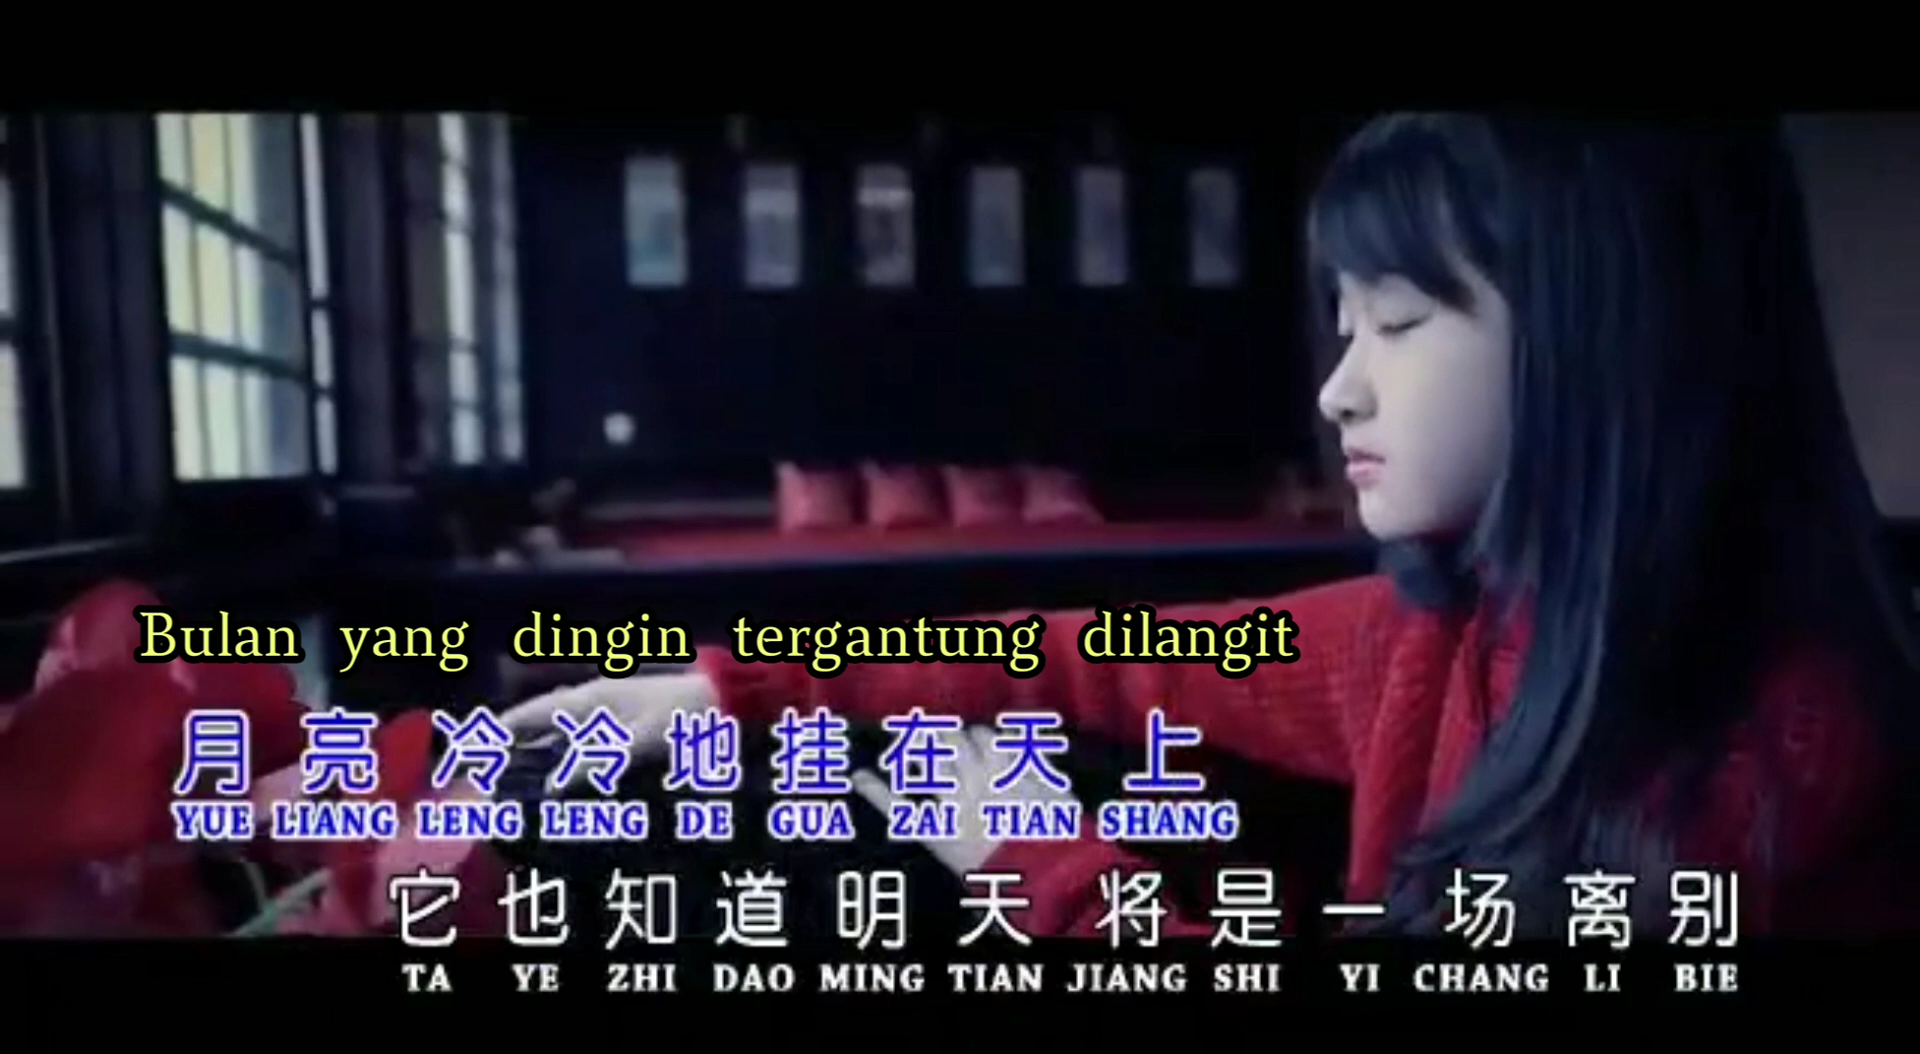 Bulan yang dingin tergantung dilangit
月亮冷冷地挂在天上
YUE LIANG LENG LENG DE GUA ZAI TIAN SHANG
它也知道明天将是一场离别
TA YE ZHI DAO MING TIAN JIANG SHI YI CHANG LI BIE